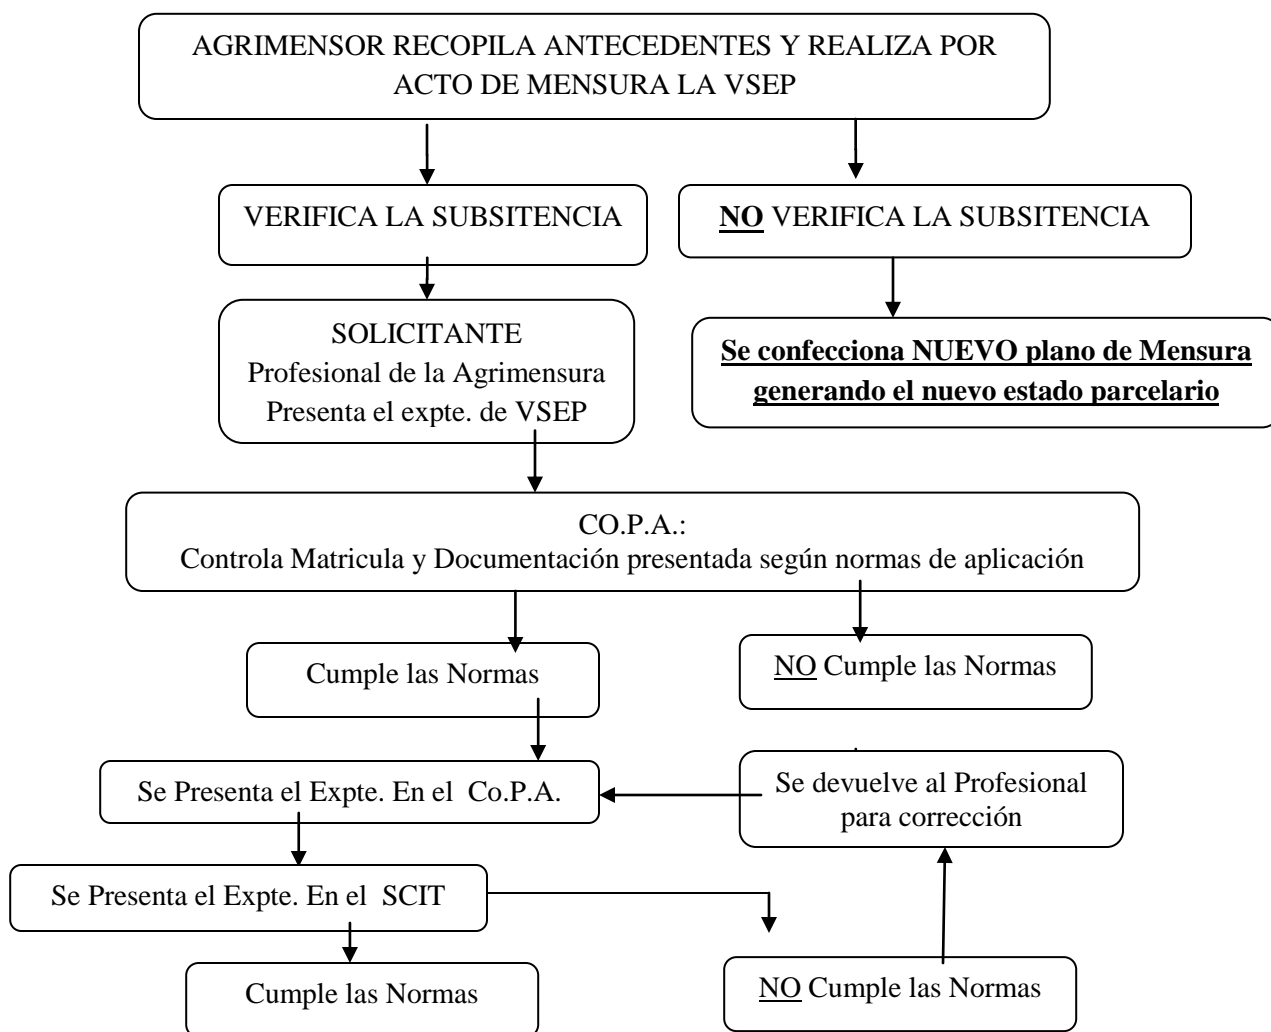 AGRIMENSOR RECOPILA ANTECEDENTES Y REALIZA POR
ACTO DE MENSURA LA VSEP
VERIFICA LA SUBSITENCIA
NO VERIFICA LA SUBSITENCIA
SOLICITANTE
Profesional de la Agrimensura
Presenta el expte. de VSEP
Se confecciona NUEVO plano de Mensura
generando el nuevo estado parcelario
CO.P.A.:
Controla Matricula y Documentación presentada según normas de aplicación
Cumple las Normas
NO Cumple las Normas
Se Presenta el Expte. En el Co.P.A.
Se devuelve al Profesional
para corrección
Se Presenta el Expte. En el SCIT
Cumple las Normas
NO Cumple las Normas